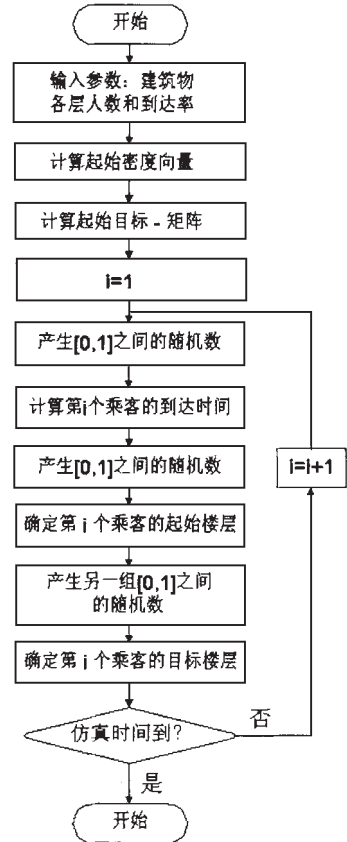 开始
输入参数：建筑物
各层人数和到达率
计算起始密度向量
计算起始目标-矩阵
i=1
产生[0,1]之间的随机数
计算第i个乘客的到达时间
产生[0,1]之间的随机数
i=i+1
确定第 i 个乘客的起始楼层
产生另一组[0,1]之间
的随机数
确定第 i 个乘客的目标楼层
仿真时间到?
否
是
开始